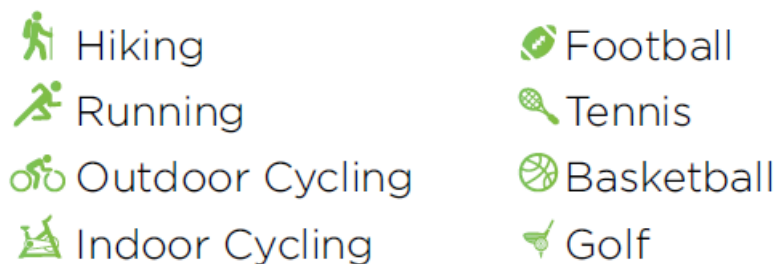 Hiking
Running
Outdoor Cycling
Indoor Cycling
Football
Tennis
Basketball
Golf